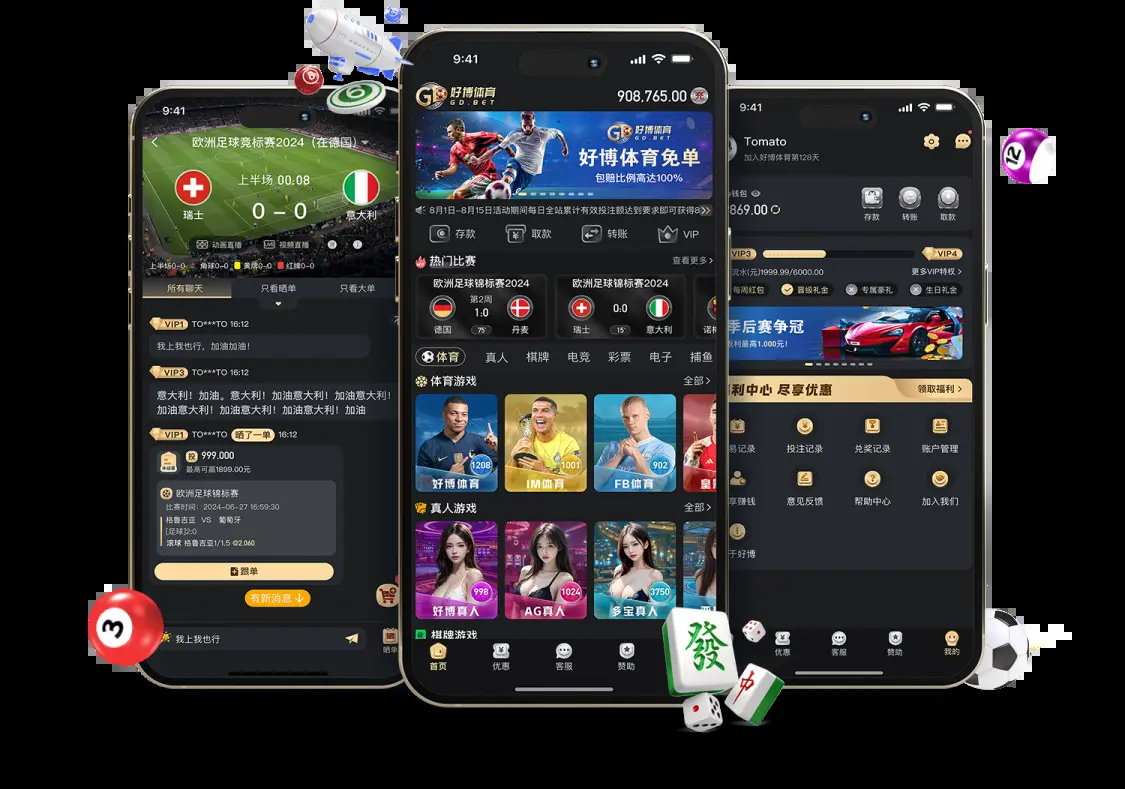 9:41
欧洲足球竞标赛2024（在德国）
上半场 00:08
瑞士
0 - 0
意大利
动画直播
视频直播
上半场0-0 角球0-0 黄牌0-0 红牌0-0
所有聊天
只看晒单
只看大单
VIP1 TO***TO 16:12
我上我也行，加油加油！
VIP3 TO***TO 16:12
意大利！加油。意大利！加油意大利！加油意大利！
加油意大利！加油意大利！加油意大利！加油
VIP1 TO***TO 晒了一单 16:12
投 999.000
未结算
最高可赢1899.00元
欧洲足球锦标赛
比赛时间：2024-06-27 16:59:30
格鲁吉亚 VS 葡萄牙
[足球]2:0
滚球 格鲁吉亚1/1.5 @2.060
跟单
有新消息
我上我也行
晒单
9:41
好博体育
GD.BET
908,765.00
充
好博体育
GD.BET
好博体育免单
包赔比例高达100%
8月1日-8月15日活动期间每日全站累计有效投注额达到要求即可获得8
存款
取款
转账
VIP
热门比赛
查看更多
欧洲足球锦标赛2024
第2周
1:0
德国
75'
丹麦
欧洲足球锦标赛2024
0:0
瑞士
15'
意大利
体育
真人
棋牌
电竞
彩票
电子
捕鱼
体育游戏
全部
1208
好博体育
1001
IM体育
902
FB体育
真人游戏
全部
998
好博真人
1024
AG真人
3750
多宝真人
棋牌游戏
首页
优惠
客服
赞助
9:41
Tomato
加入好博体育第128天
钱包
869.00
存款
转账
取款
VIP3
VIP4
流水(元)1999.99/6000.00
更多VIP特权
每周红包
晋级礼金
专属豪礼
生日礼金
季后赛争冠
返利最高1.000元!
利中心 尽享优惠
领取福利
易记录
投注记录
兑奖记录
账户管理
享赚钱
意见反馈
帮助中心
加入我们
于好博
优惠
客服
赞助
我的
3
8
6
12
發
中